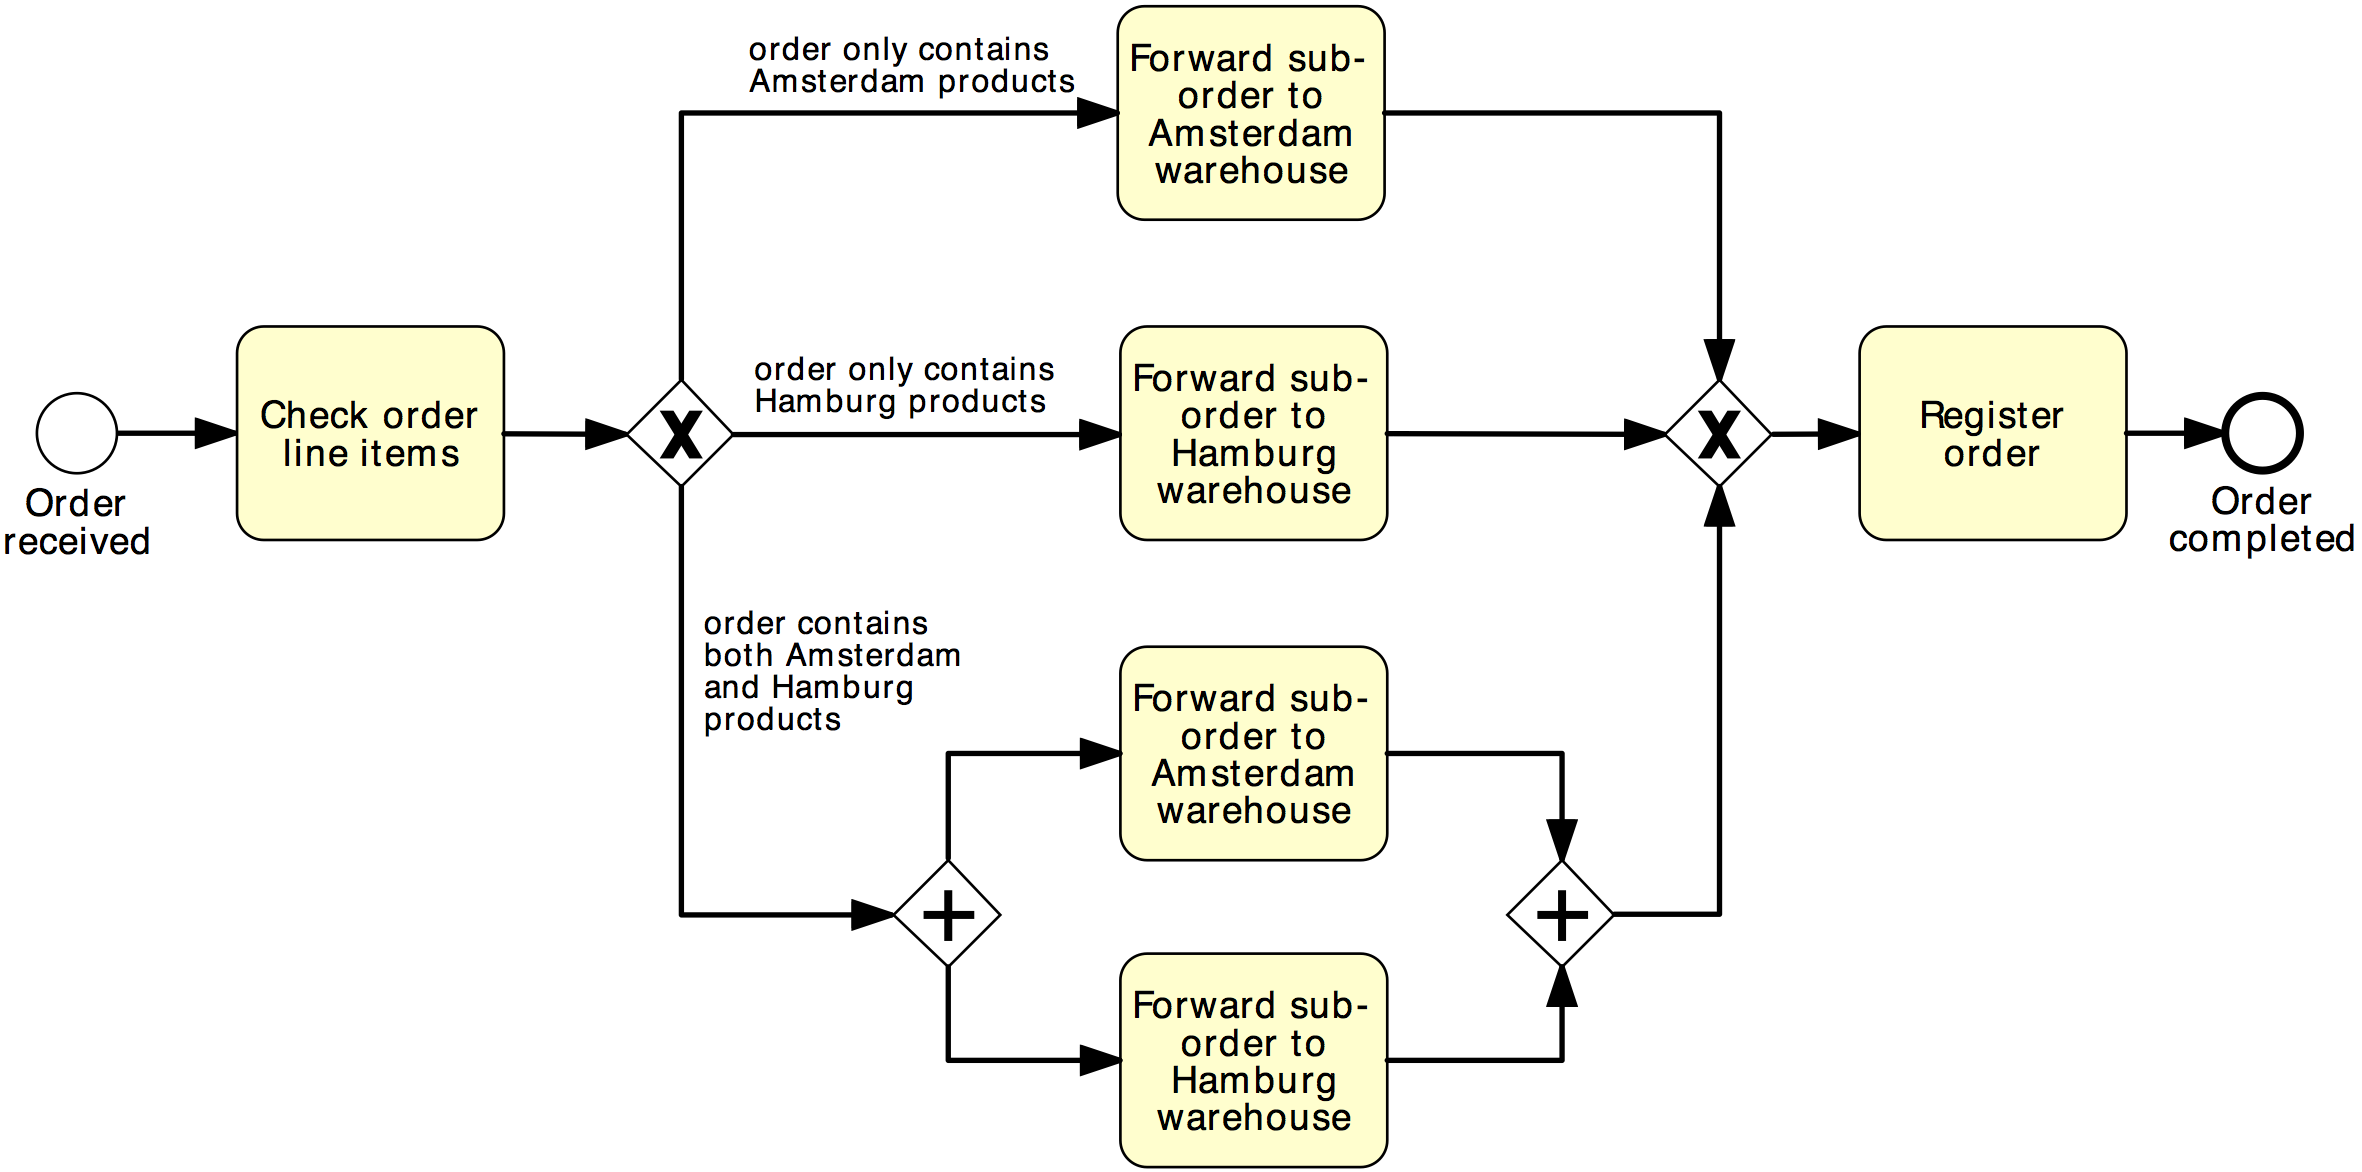 order only contains
Amsterdam products
Forward sub-
order to
Amsterdam
warehouse
Order
received
Check order
line items
X
order only contains
Hamburg products
Forward sub-
order to
Hamburg
warehouse
X
Register
order
Order
completed
order contains
both Amsterdam
and Hamburg
products
Forward sub-
order to
Amsterdam
warehouse
Forward sub-
order to
Hamburg
warehouse